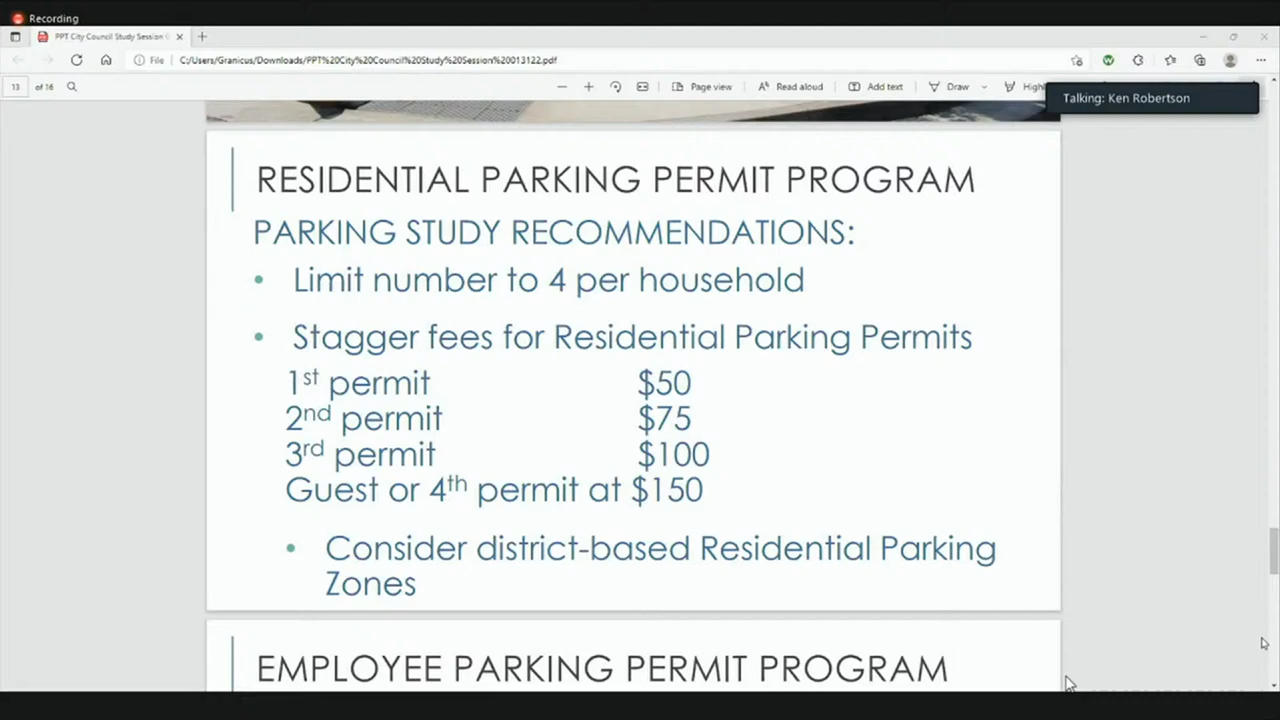 Recording
PPT City Council Study Session
File C:/Users/Granicus/Downloads/PPT%20City%20Council%20Study%20Session%20013122.pdf
13 of 16 Page view Read aloud Add text Draw
Talking: Ken Robertson
RESIDENTIAL PARKING PERMIT PROGRAM
PARKING STUDY RECOMMENDATIONS:
• Limit number to 4 per household
• Stagger fees for Residential Parking Permits
1st permit $50
2nd permit $75
3rd permit $100
Guest or 4th permit at $150
• Consider district-based Residential Parking
Zones
EMPLOYEE PARKING PERMIT PROGRAM